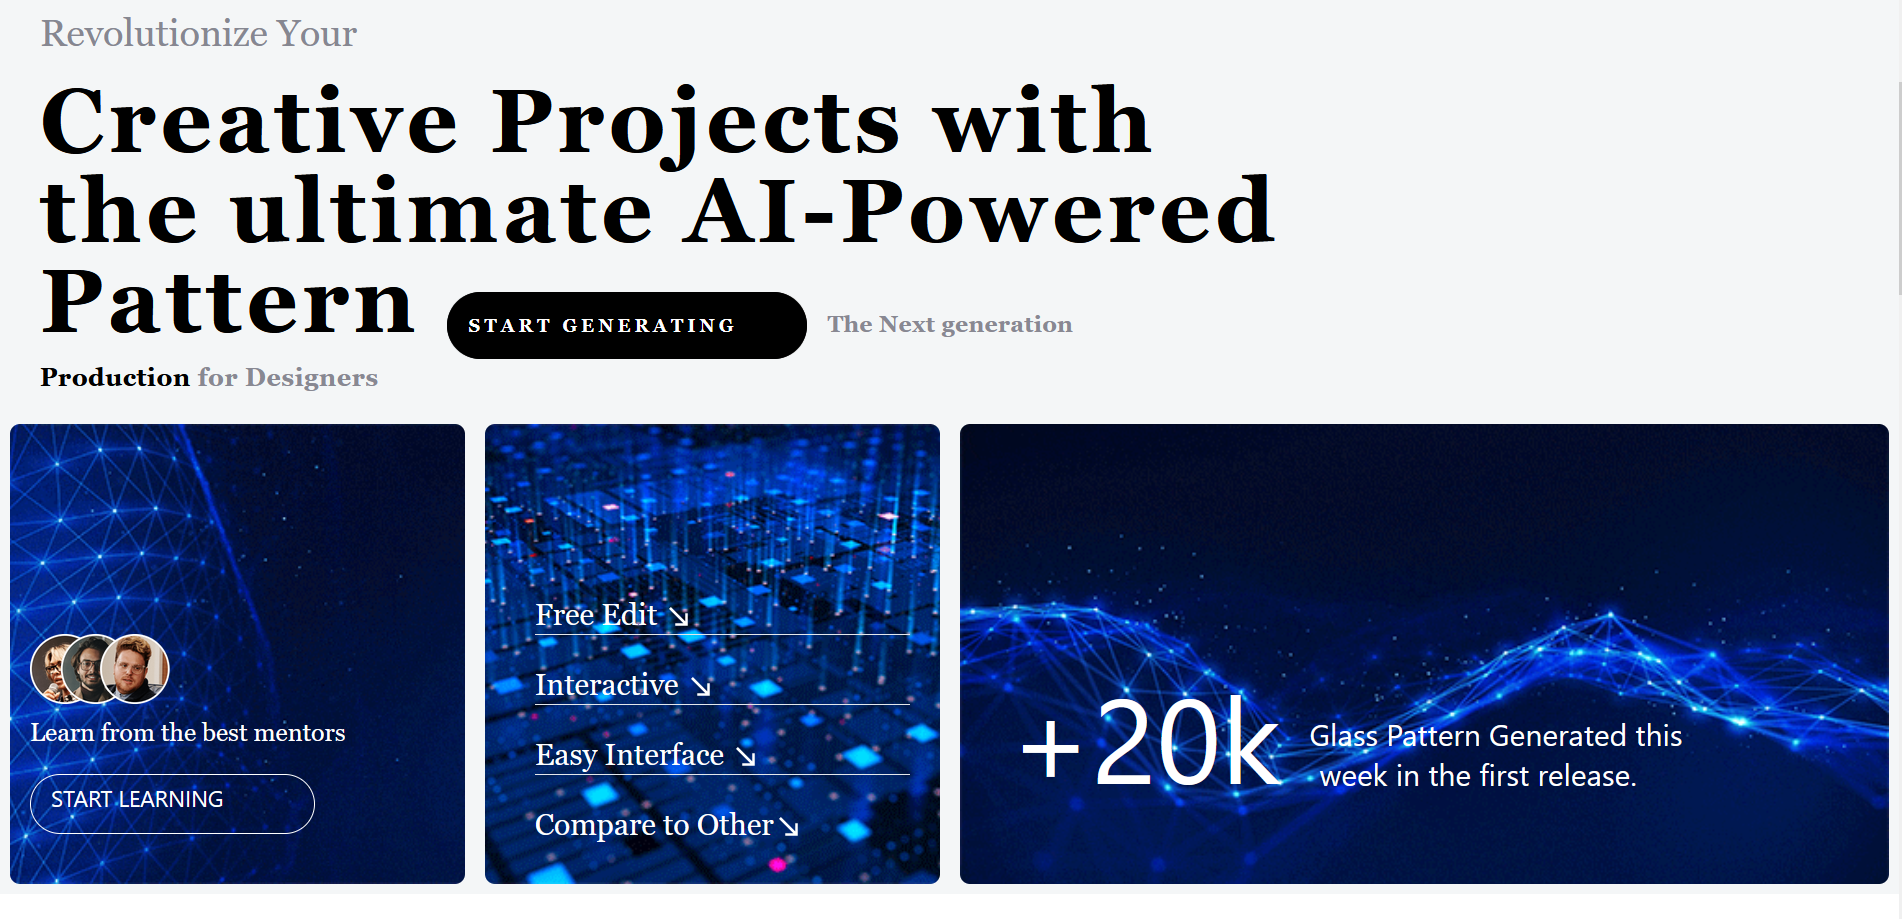 Revolutionize Your
Creative Projects with
the ultimate AI-Powered
Pattern START GENERATING The Next generation
Production for Designers
Learn from the best mentors
START LEARNING
Free Edit ↘
Interactive ↘
Easy Interface ↘
Compare to Other↘
+20k
Glass Pattern Generated this
week in the first release.